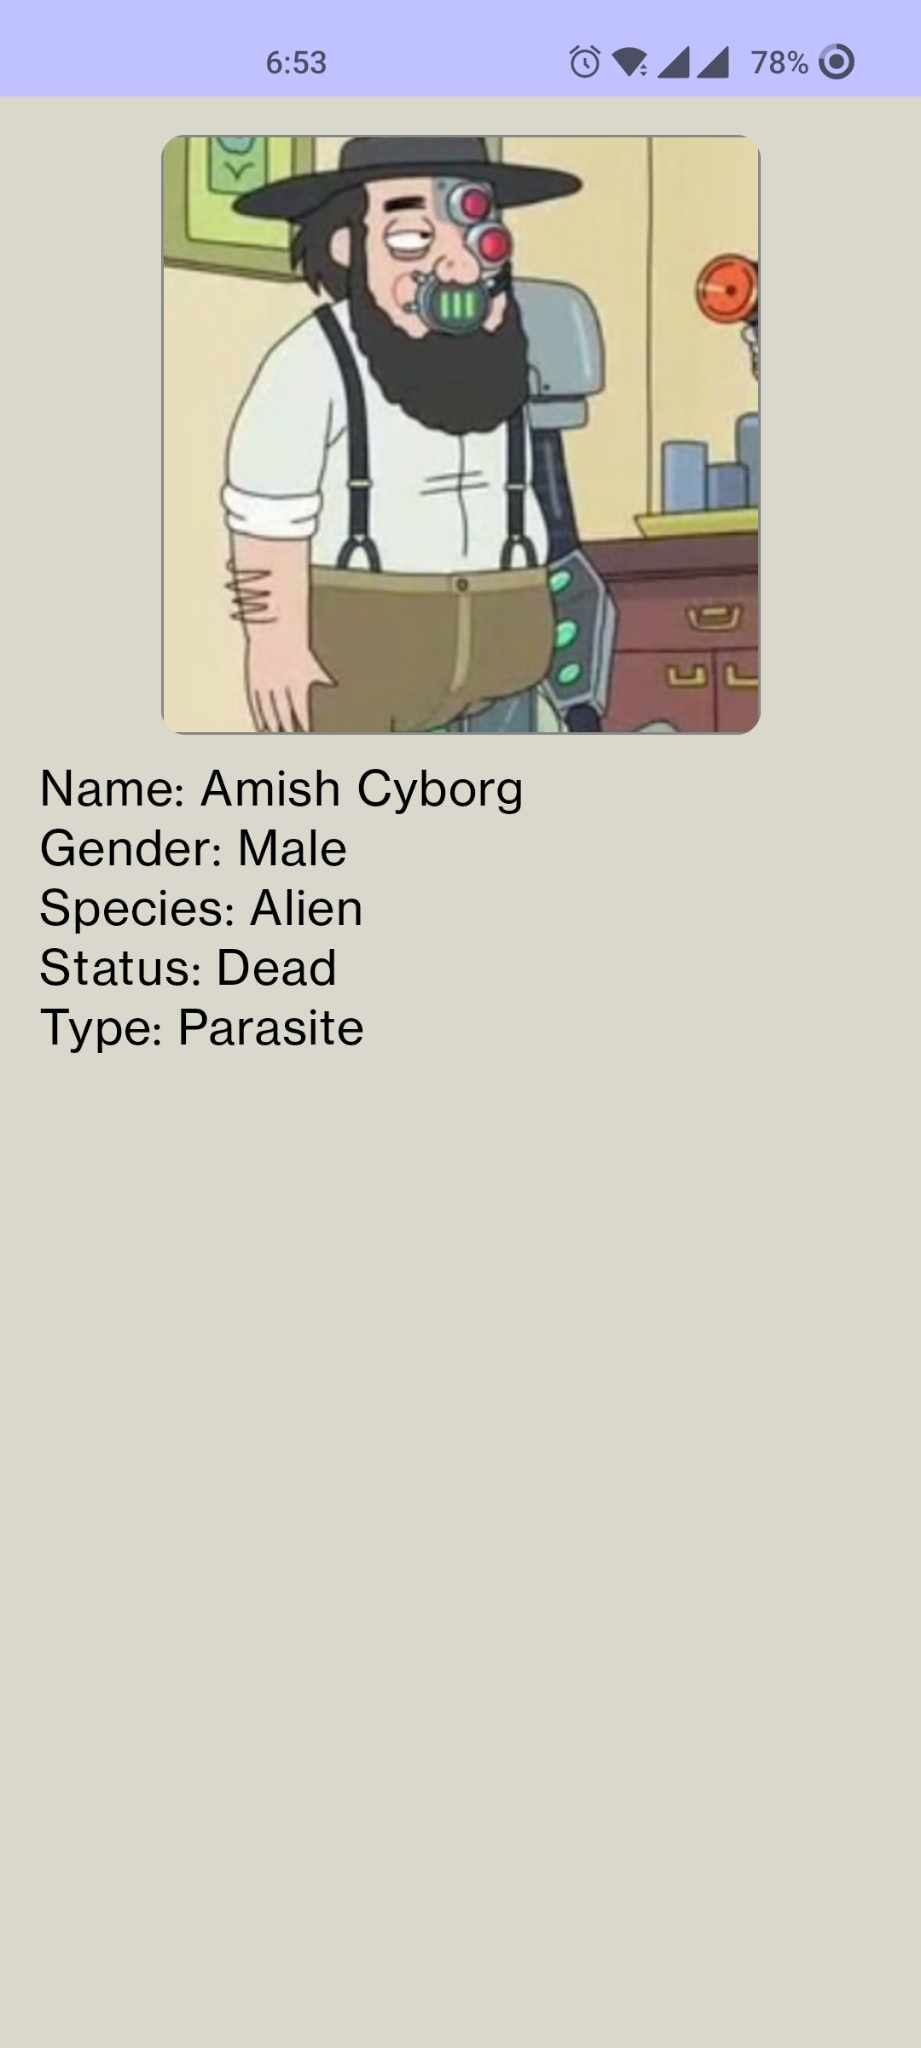 6:53 78%
Name: Amish Cyborg
Gender: Male
Species: Alien
Status: Dead
Type: Parasite